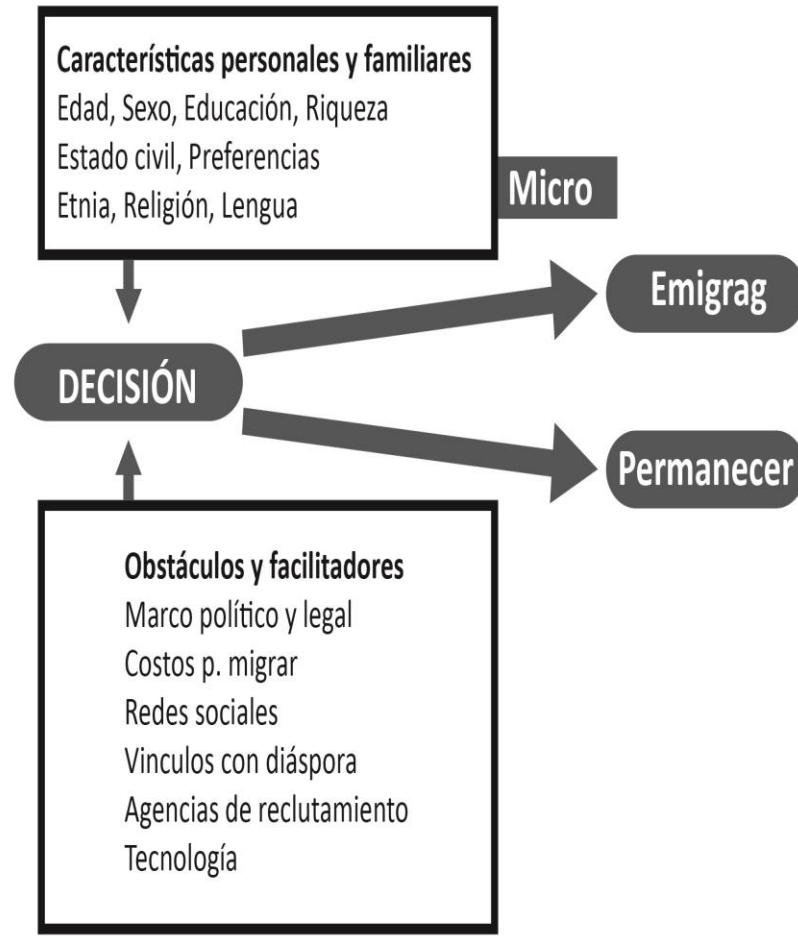 Características personales y familiares
Edad, Sexo, Educación, Riqueza
Estado civil, Preferencias
Etnia, Religión, Lengua
Micro
Emigrag
DECISIÓN
Permanecer
Obstáculos y facilitadores
Marco político y legal
Costos p. migrar
Redes sociales
Vinculos con diáspora
Agencias de reclutamiento
Tecnología